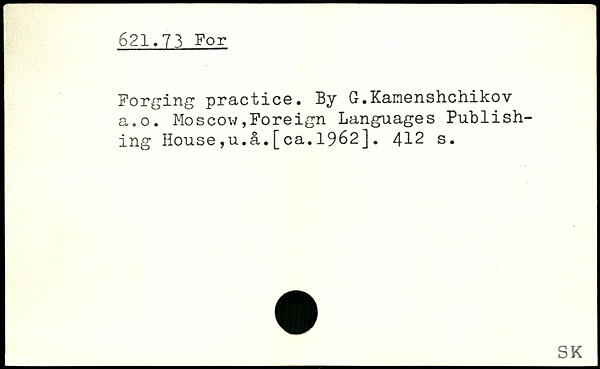 621.73 For
Forging practice. By G.Kamenshchikov
a.o. Moscow,Foreign Languages Publish-
ing House,u.å.[ca.1962]. 412 s.
SK